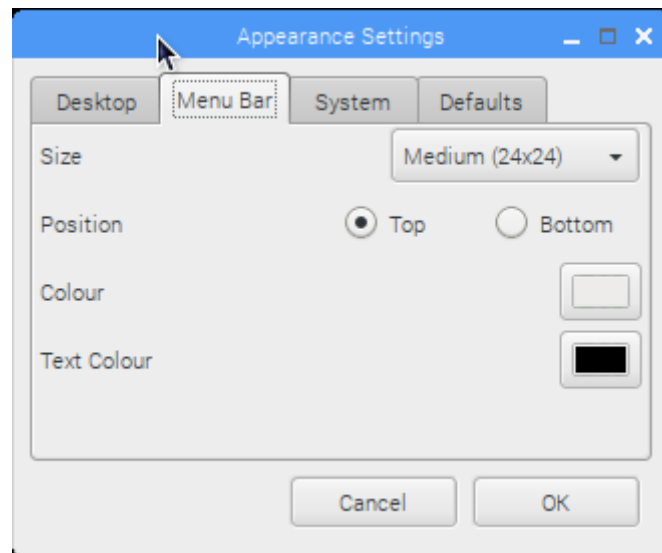 Appearance Settings
Desktop Menu Bar System Defaults
Size Medium (24x24)
Position Top Bottom
Colour
Text Colour
Cancel OK